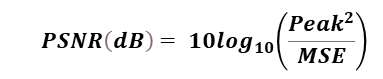 PSNR(dB) = 10log₁₀(Peak²/MSE)